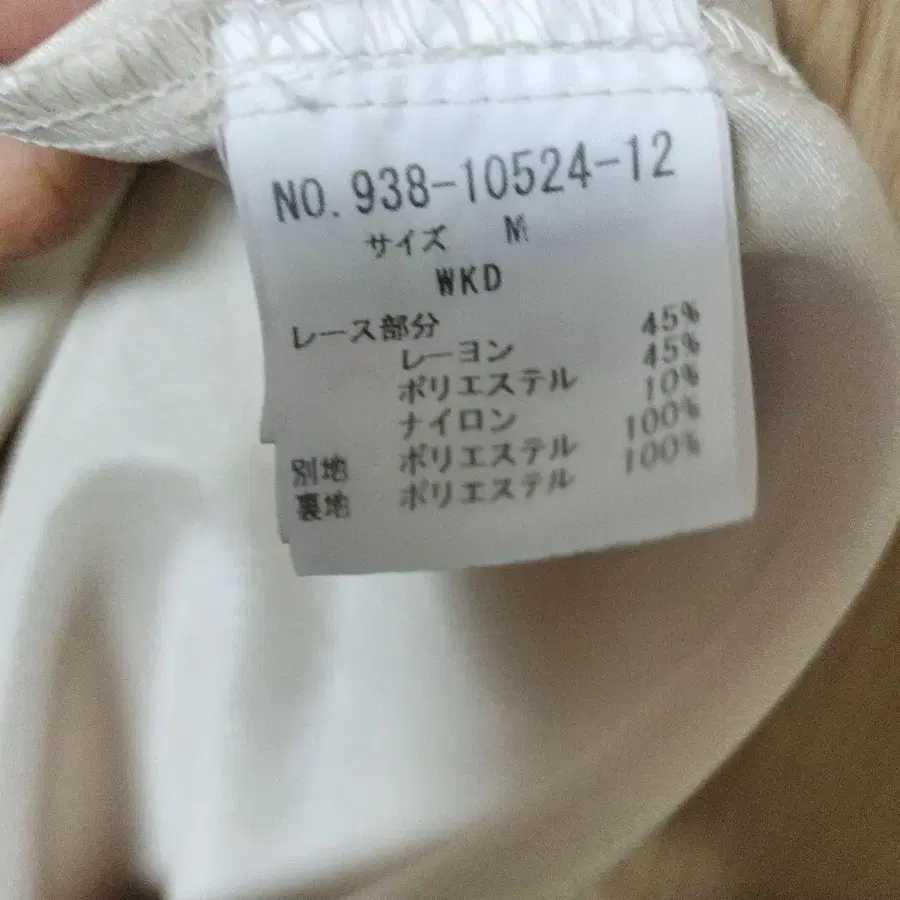 NO. 938-10524-12
サイズ M
WKD
レース部分
レーヨン 45%
ポリエステル 45%
ナイロン 10%
別地 ポリエステル 100%
裏地 ポリエステル 100%